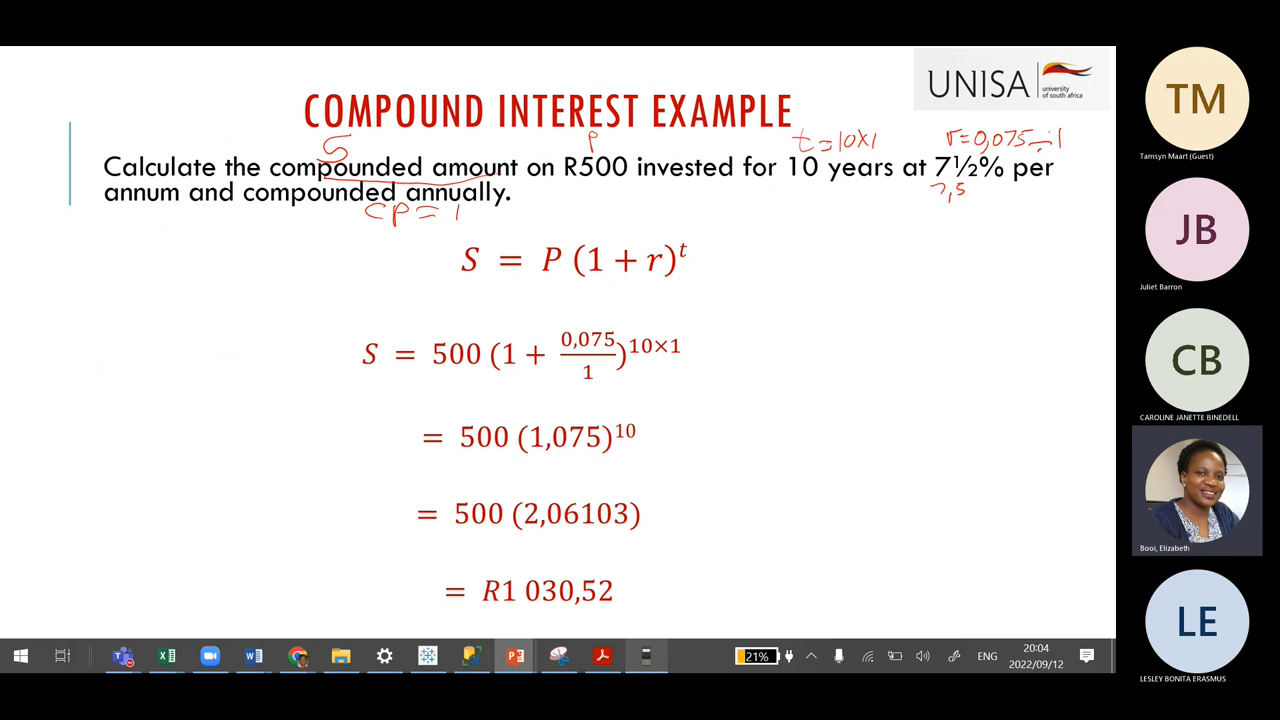 UNISA
university
of south africa
COMPOUND INTEREST EXAMPLE
S P t=10×1 r=0,075÷1
Calculate the compounded amount on R500 invested for 10 years at 7½% per
7,5
annum and compounded annually.
CP=1
S = P (1 + r)^t
S = 500 (1 + 0,075/1)^10×1
= 500 (1,075)^10
= 500 (2,06103)
= R1 030,52
TM
Tamsyn Maart (Guest)
JB
Juliet Barron
CB
CAROLINE JANETTE BINEDELL
Booi, Elizabeth
LE
LESLEY BONITA ERASMUS
21%
ENG
20:04
2022/09/12